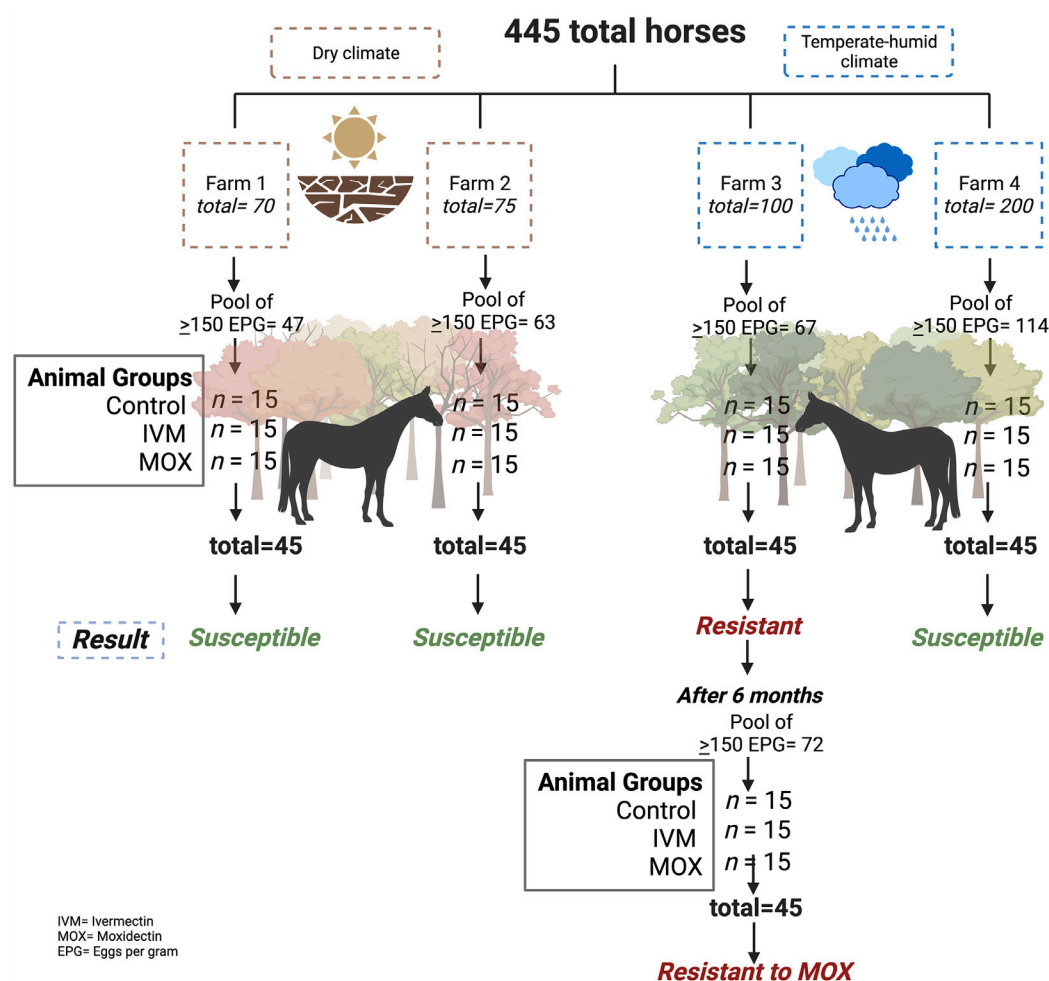 445 total horses
Dry climate
Temperate-humid
climate
Farm 1
total= 70
Farm 2
total=75
Farm 3
total=100
Farm 4
total= 200
Pool of
≥150 EPG= 47
Pool of
≥150 EPG= 63
Pool of
≥150 EPG= 67
Pool of
≥150 EPG= 114
Animal Groups
Control
IVM
MOX
n = 15
n = 15
n = 15
n = 15
n = 15
n = 15
n = 15
n = 15
n = 15
n = 15
n = 15
n = 15
total=45
total=45
total=45
total=45
Result
Susceptible
Susceptible
Resistant
Susceptible
After 6 months
Pool of
≥150 EPG= 72
Animal Groups
Control
IVM
MOX
n = 15
n = 15
n = 15
total=45
Resistant to MOX
IVM= Ivermectin
MOX= Moxidectin
EPG= Eggs per gram